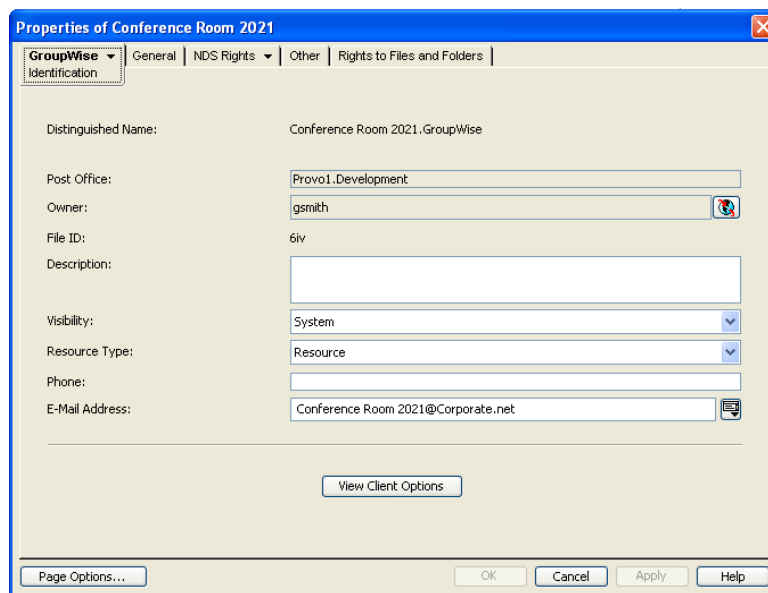 Properties of Conference Room 2021
GroupWise General NDS Rights Other Rights to Files and Folders
Identification
Distinguished Name: Conference Room 2021.GroupWise
Post Office: Provo1.Development
Owner: gsmith
File ID: 6iv
Description:
Visibility: System
Resource Type: Resource
Phone:
E-Mail Address: Conference Room 2021@Corporate.net
View Client Options
Page Options... OK Cancel Apply Help